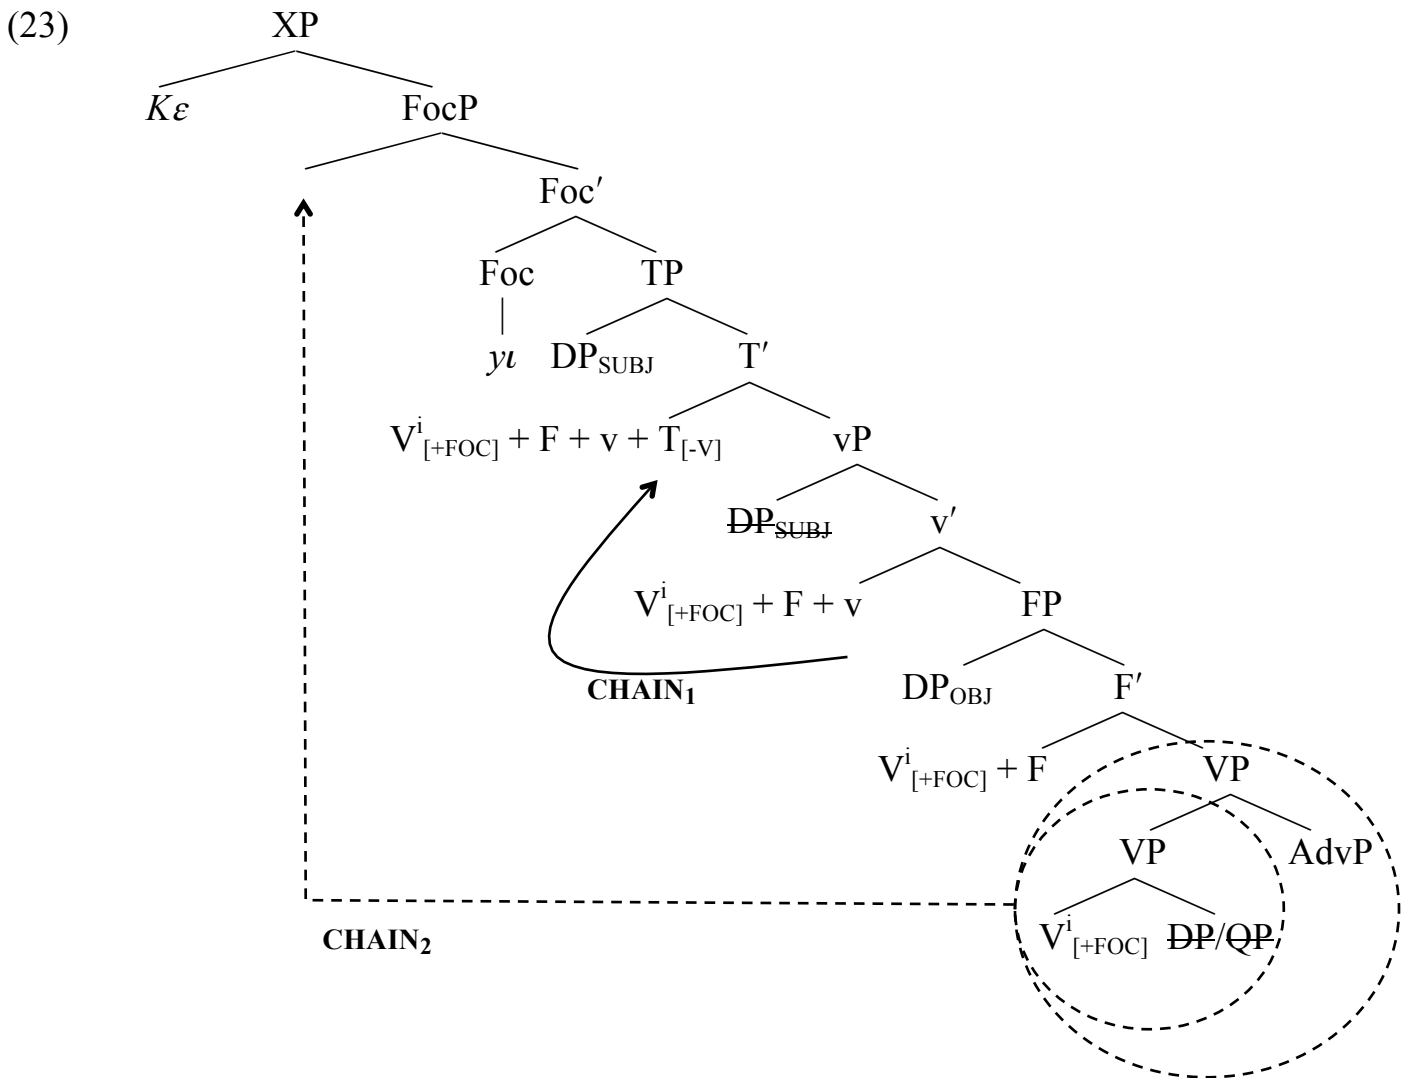 (23) XP
Kε FocP
Foc′
Foc TP
yɩ DP_SUBJ T′
V^i_[+FOC] + F + v + T_[-V] vP
DP_SUBJ v′
V^i_[+FOC] + F + v FP
CHAIN_1 DP_OBJ F′
V^i_[+FOC] + F VP
VP AdvP
CHAIN_2 V^i_[+FOC] DP/QP